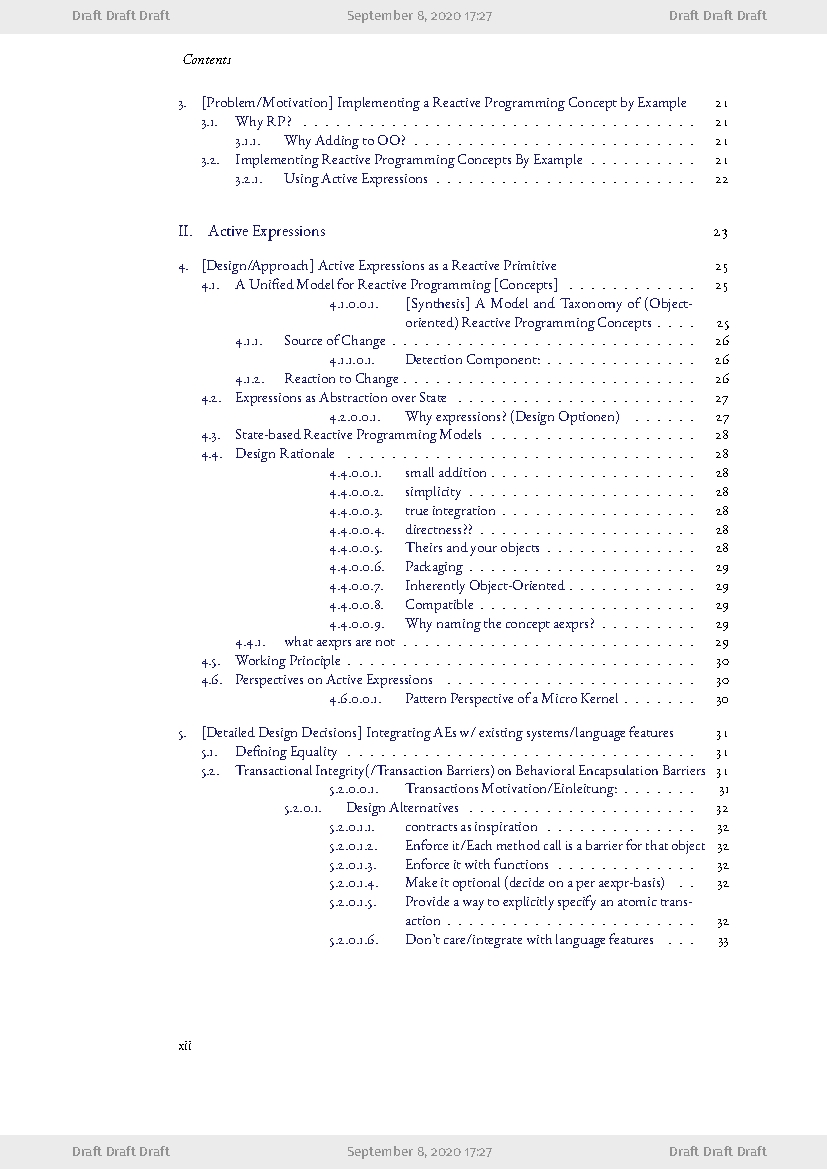 Draft Draft Draft September 8, 2020 17:27 Draft Draft Draft
Contents
3. [Problem/Motivation] Implementing a Reactive Programming Concept by Example 21
3.1. Why RP? . . . . . . . . . . . . . . . . . . . . . . . . . . . . . . . . . . . . . 21
3.1.1. Why Adding to OO? . . . . . . . . . . . . . . . . . . . . . . . . . . . 21
3.2. Implementing Reactive Programming Concepts By Example . . . . . . . . . . 21
3.2.1. Using Active Expressions . . . . . . . . . . . . . . . . . . . . . . . . . 22
II. Active Expressions 23
4. [Design/Approach] Active Expressions as a Reactive Primitive 25
4.1. A Unified Model for Reactive Programming [Concepts] . . . . . . . . . . . . 25
4.1.0.0.1. [Synthesis] A Model and Taxonomy of (Object-
oriented) Reactive Programming Concepts . . . . 25
4.1.1. Source of Change . . . . . . . . . . . . . . . . . . . . . . . . . . . . . 26
4.1.1.0.1. Detection Component: . . . . . . . . . . . . . . 26
4.1.2. Reaction to Change . . . . . . . . . . . . . . . . . . . . . . . . . . . . 26
4.2. Expressions as Abstraction over State . . . . . . . . . . . . . . . . . . . . . . . 27
4.2.0.0.1. Why expressions? (Design Optionen) . . . . . . 27
4.3. State-based Reactive Programming Models . . . . . . . . . . . . . . . . . . . . 28
4.4. Design Rationale . . . . . . . . . . . . . . . . . . . . . . . . . . . . . . . . . 28
4.4.0.0.1. small addition . . . . . . . . . . . . . . . . . . . 28
4.4.0.0.2. simplicity . . . . . . . . . . . . . . . . . . . . . 28
4.4.0.0.3. true integration . . . . . . . . . . . . . . . . . . 28
4.4.0.0.4. directness?? . . . . . . . . . . . . . . . . . . . . 28
4.4.0.0.5. Theirs and your objects . . . . . . . . . . . . . . 28
4.4.0.0.6. Packaging . . . . . . . . . . . . . . . . . . . . . 29
4.4.0.0.7. Inherently Object-Oriented . . . . . . . . . . . . 29
4.4.0.0.8. Compatible . . . . . . . . . . . . . . . . . . . . 29
4.4.0.0.9. Why naming the concept aexprs? . . . . . . . . . 29
4.4.1. what aexprs are not . . . . . . . . . . . . . . . . . . . . . . . . . . . 29
4.5. Working Principle . . . . . . . . . . . . . . . . . . . . . . . . . . . . . . . . . 30
4.6. Perspectives on Active Expressions . . . . . . . . . . . . . . . . . . . . . . . . 30
4.6.0.0.1. Pattern Perspective of a Micro Kernel . . . . . . . 30
5. [Detailed Design Decisions] Integrating AEs w/ existing systems/language features 31
5.1. Defining Equality . . . . . . . . . . . . . . . . . . . . . . . . . . . . . . . . . 31
5.2. Transactional Integrity(/Transaction Barriers) on Behavioral Encapsulation Barriers 31
5.2.0.0.1. Transactions Motivation/Einleitung: . . . . . . . 31
5.2.0.1. Design Alternatives . . . . . . . . . . . . . . . . . . . . . . 32
5.2.0.1.1. contracts as inspiration . . . . . . . . . . . . . . 32
5.2.0.1.2. Enforce it/Each method call is a barrier for that object 32
5.2.0.1.3. Enforce it with functions . . . . . . . . . . . . . 32
5.2.0.1.4. Make it optional (decide on a per aexpr-basis) . . 32
5.2.0.1.5. Provide a way to explicitly specify an atomic trans-
action . . . . . . . . . . . . . . . . . . . . . . . 32
5.2.0.1.6. Don't care/integrate with language features . . . 33
xii
Draft Draft Draft September 8, 2020 17:27 Draft Draft Draft